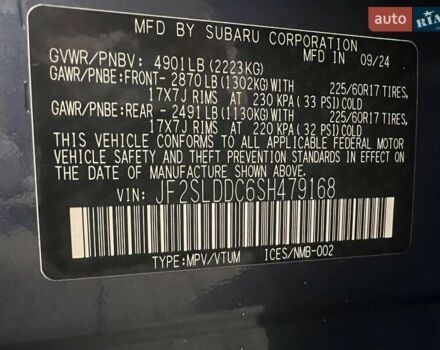 AUTO RIA
MFD BY SUBARU CORPORATION
MFD IN 09/24
GVWR/PNBV: 4901LB(2223KG)
GAWR/PNBE:FRONT- 2870LB(1302KG)WITH 225/60R17 TIRES,
17X7J RIMS AT 230 KPA(33 PSI)COLD
GAWR/PNBE:REAR - 2491LB(1130KG)WITH 225/60R17 TIRES,
17X7J RIMS AT 220 KPA(32 PSI)COLD
THIS VEHICLE CONFORMS TO ALL APPLICABLE FEDERAL MOTOR
VEHICLE SAFETY AND THEFT PREVENTION STANDARDS IN EFFECT ON
THE DATE OF MANUFACTURE SHOWN ABOVE.
VIN: JF2SLDDC6SH479168
TYPE:MPV/VTUM ICES/NMB-002